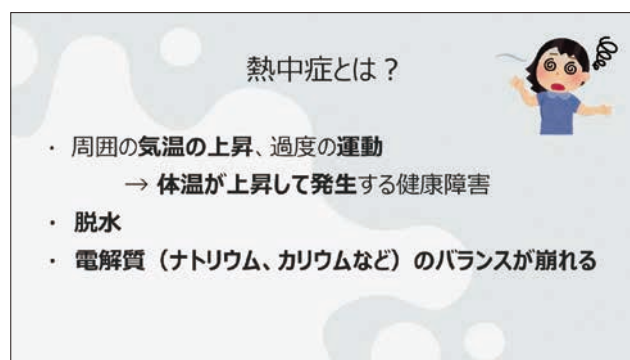 熱中症とは？
・ 周囲の気温の上昇、過度の運動
→ 体温が上昇して発生する健康障害
・ 脱水
・ 電解質（ナトリウム、カリウムなど）のバランスが崩れる